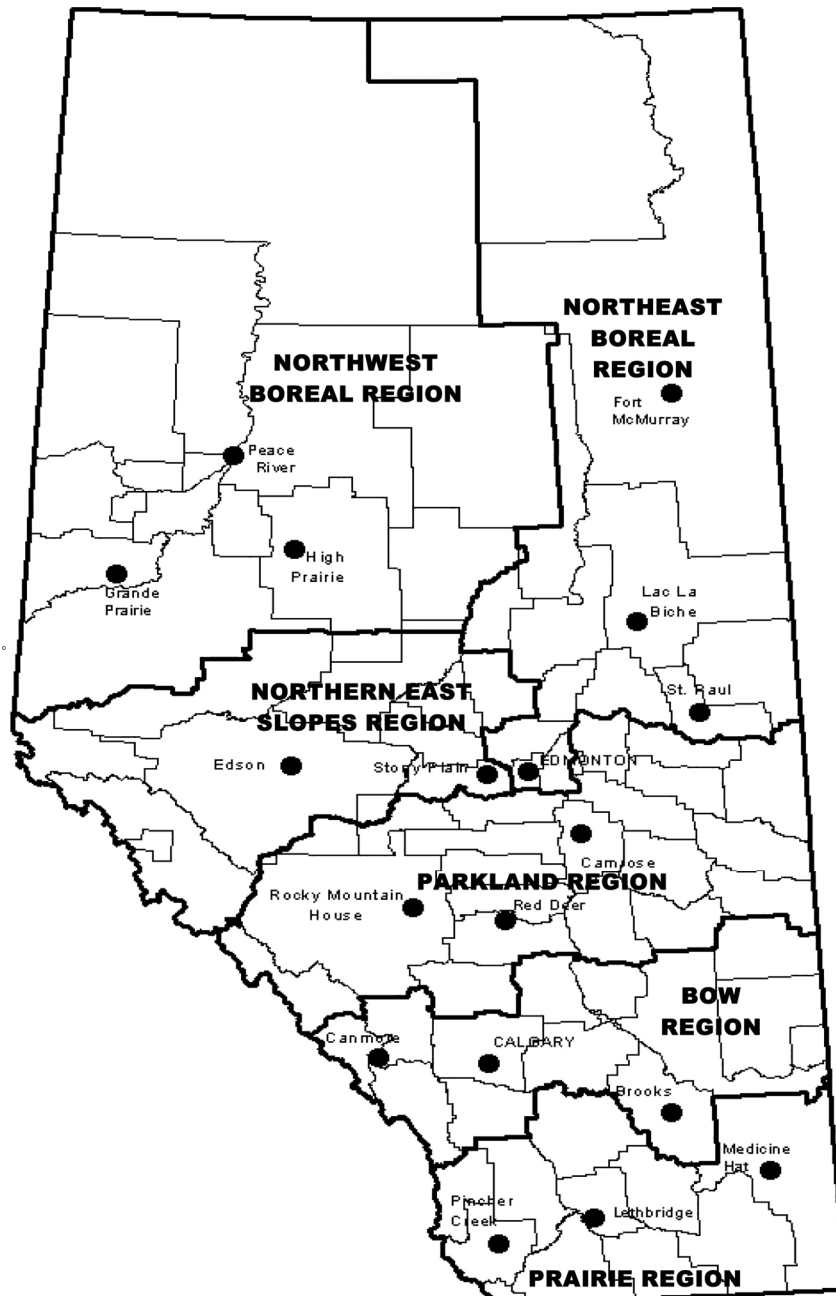 NORTHEAST
BOREAL
REGION
Fort
McMurray
NORTHWEST
BOREAL REGION
Peace
River
High
Prairie
Grande
Prairie
Lac La
Biche
St. Paul
NORTHERN EAST
SLOPES REGION
Edson
Stony Plain
EDMONTON
Camrose
PARKLAND REGION
Rocky Mountain
House
Red Deer
BOW
REGION
Canmore
CALGARY
Brooks
Medicine
Hat
Pincher
Creek
Lethbridge
PRAIRIE REGION